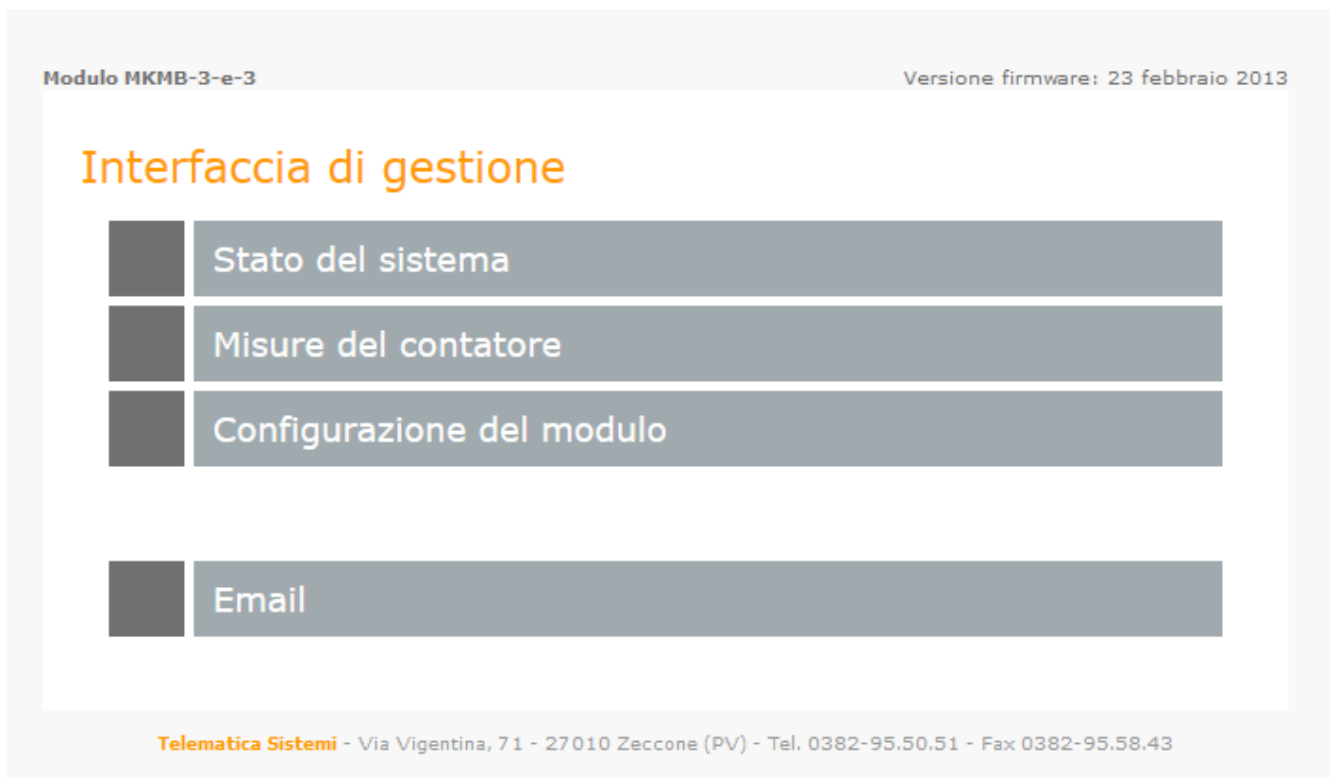 Modulo MKMB-3-e-3 Versione firmware: 23 febbraio 2013
Interfaccia di gestione
Stato del sistema
Misure del contatore
Configurazione del modulo
Email
Telematica Sistemi - Via Vigentina, 71 - 27010 Zeccone (PV) - Tel. 0382-95.50.51 - Fax 0382-95.58.43